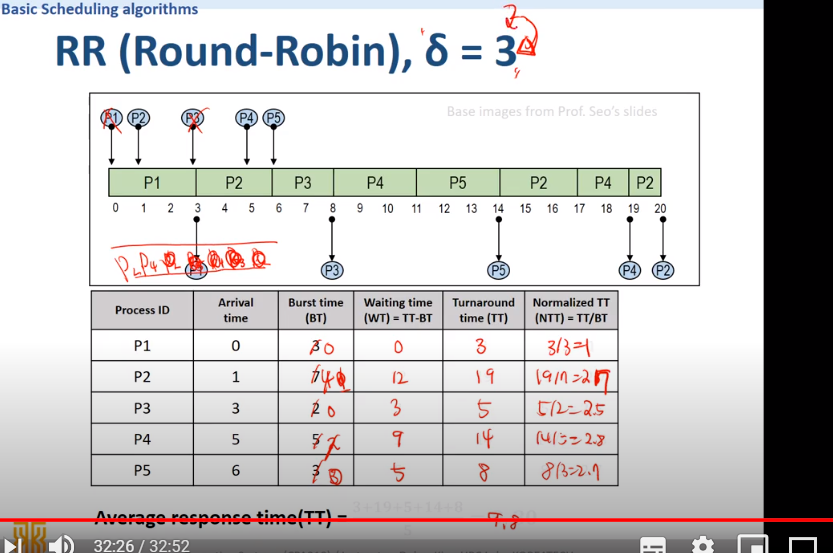 Basic Scheduling algorithms
RR (Round-Robin), δ = 3
2
Base images from Prof. Seo's slides
P1 P2 P3 P4 P5
P1 P2 P3 P4 P5 P2 P4 P2
0 1 2 3 4 5 6 7 8 9 10 11 12 13 14 15 16 17 18 19 20
P3 P5 P4 P2
Process ID Arrival time Burst time (BT) Waiting time (WT) = TT-BT Turnaround time (TT) Normalized TT (NTT) = TT/BT
P1 0 3 0 0 3 3/3=1
P2 1 7 4 12 19 19/7=2.7
P3 3 2 0 3 5 5/2=2.5
P4 5 5 2 9 14 14/5=2.8
P5 6 3 0 5 8 8/3=2.7
3+19+5+14+8
Average response time(TT) = 9.8
5
32:26 / 32:52